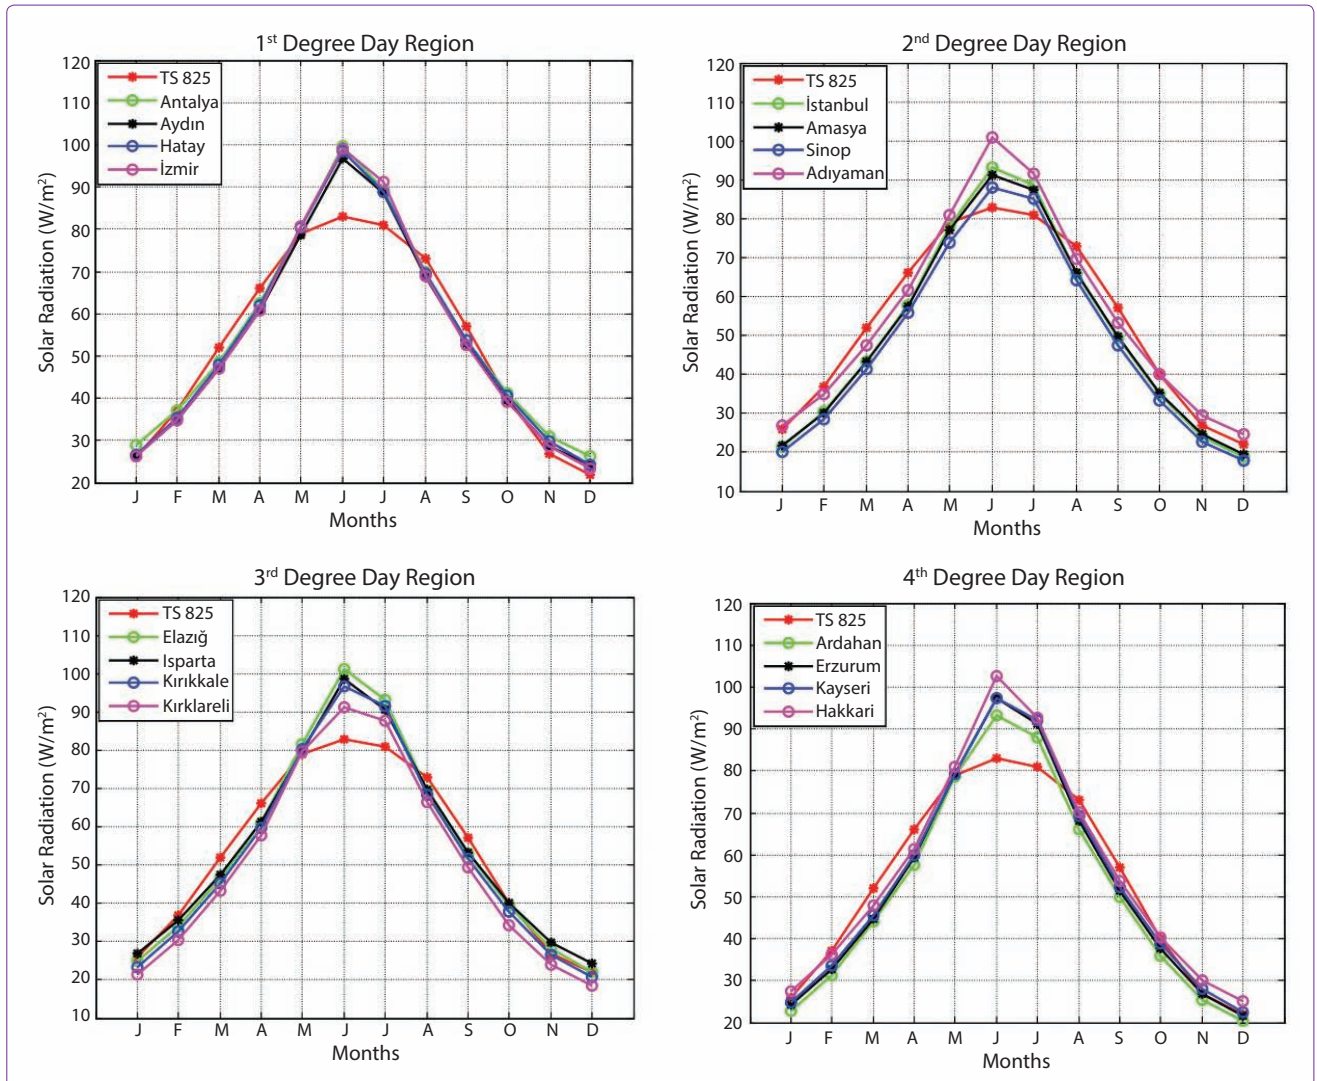 1st Degree Day Region
120
110
100
90
80
70
60
50
40
30
20
Solar Radiation (W/m²)
TS 825
Antalya
Aydın
Hatay
İzmir
J F M A M J J A S O N D
Months
2nd Degree Day Region
120
110
100
90
80
70
60
50
40
30
20
10
Solar Radiation (W/m²)
TS 825
İstanbul
Amasya
Sinop
Adıyaman
J F M A M J J A S O N D
Months
3rd Degree Day Region
120
110
100
90
80
70
60
50
40
30
20
10
Solar Radiation (W/m²)
TS 825
Elazığ
Isparta
Kırıkkale
Kırklareli
J F M A M J J A S O N D
Months
4th Degree Day Region
120
110
100
90
80
70
60
50
40
30
20
Solar Radiation (W/m²)
TS 825
Ardahan
Erzurum
Kayseri
Hakkari
J F M A M J J A S O N D
Months